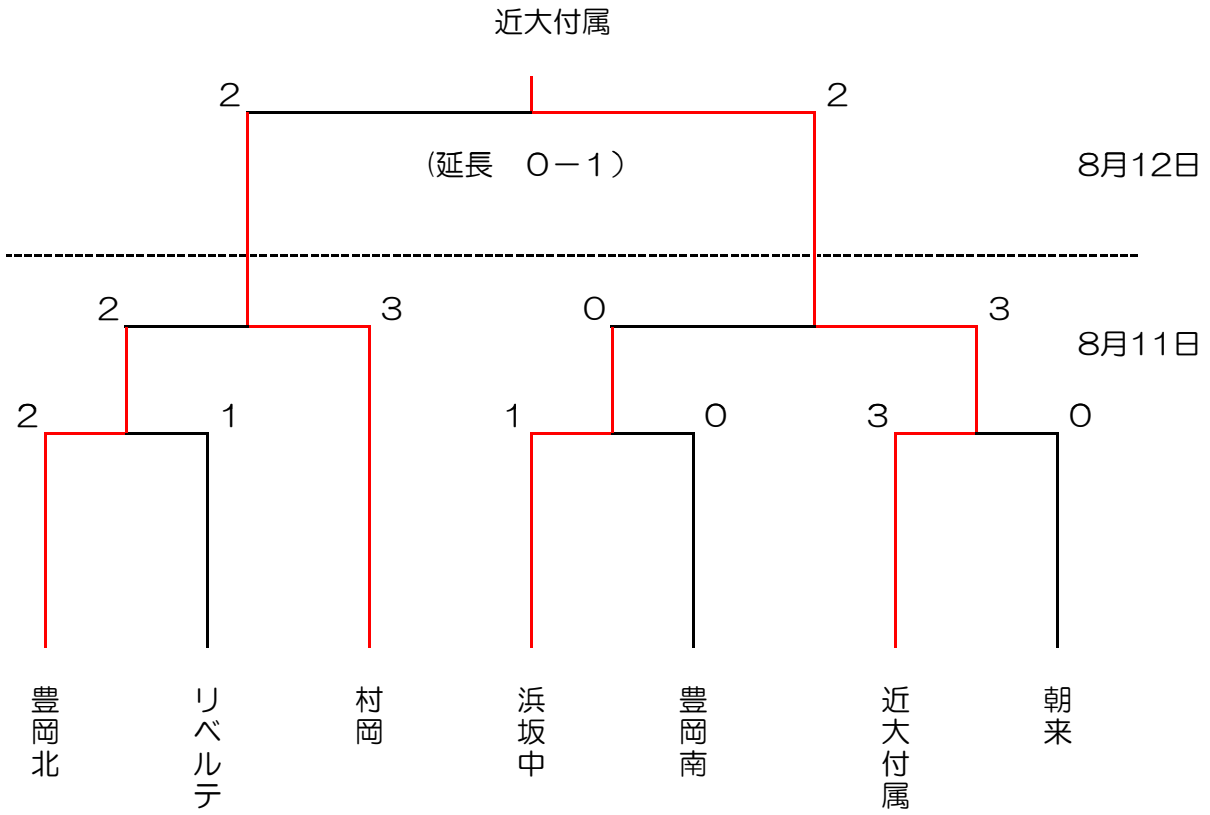 近大付属
2 2
(延長 0－1)
8月12日
2 3 0 3
8月11日
2 1 1 0 3 0
豊岡北
リベルテ
村岡
浜坂中
豊岡南
近大付属
朝来